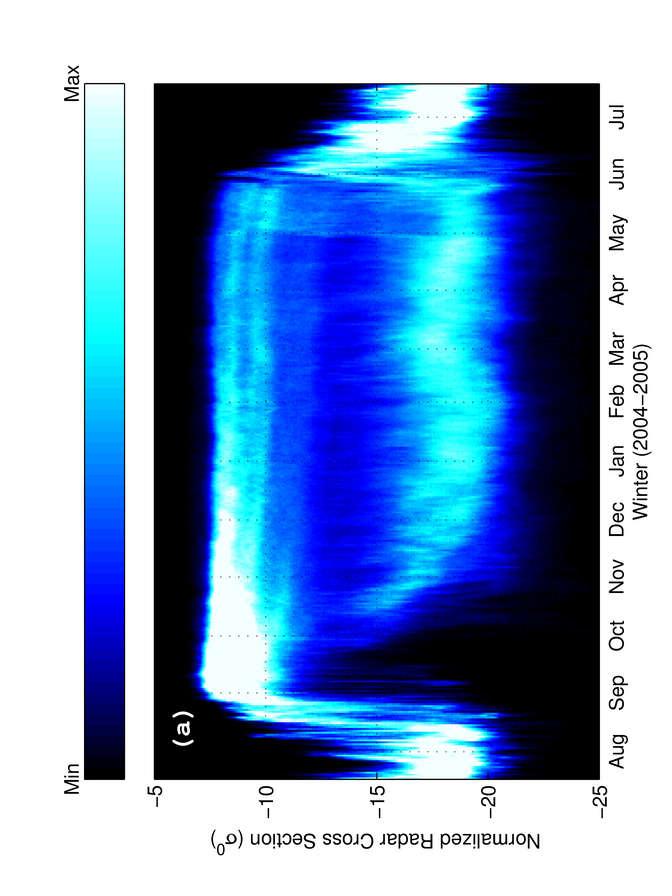 Min
Max
(a)
−5
−10
−15
−20
−25
Normalized Radar Cross Section (σ⁰)
Aug
Sep
Oct
Nov
Dec
Jan
Feb
Mar
Apr
May
Jun
Jul
Winter (2004−2005)